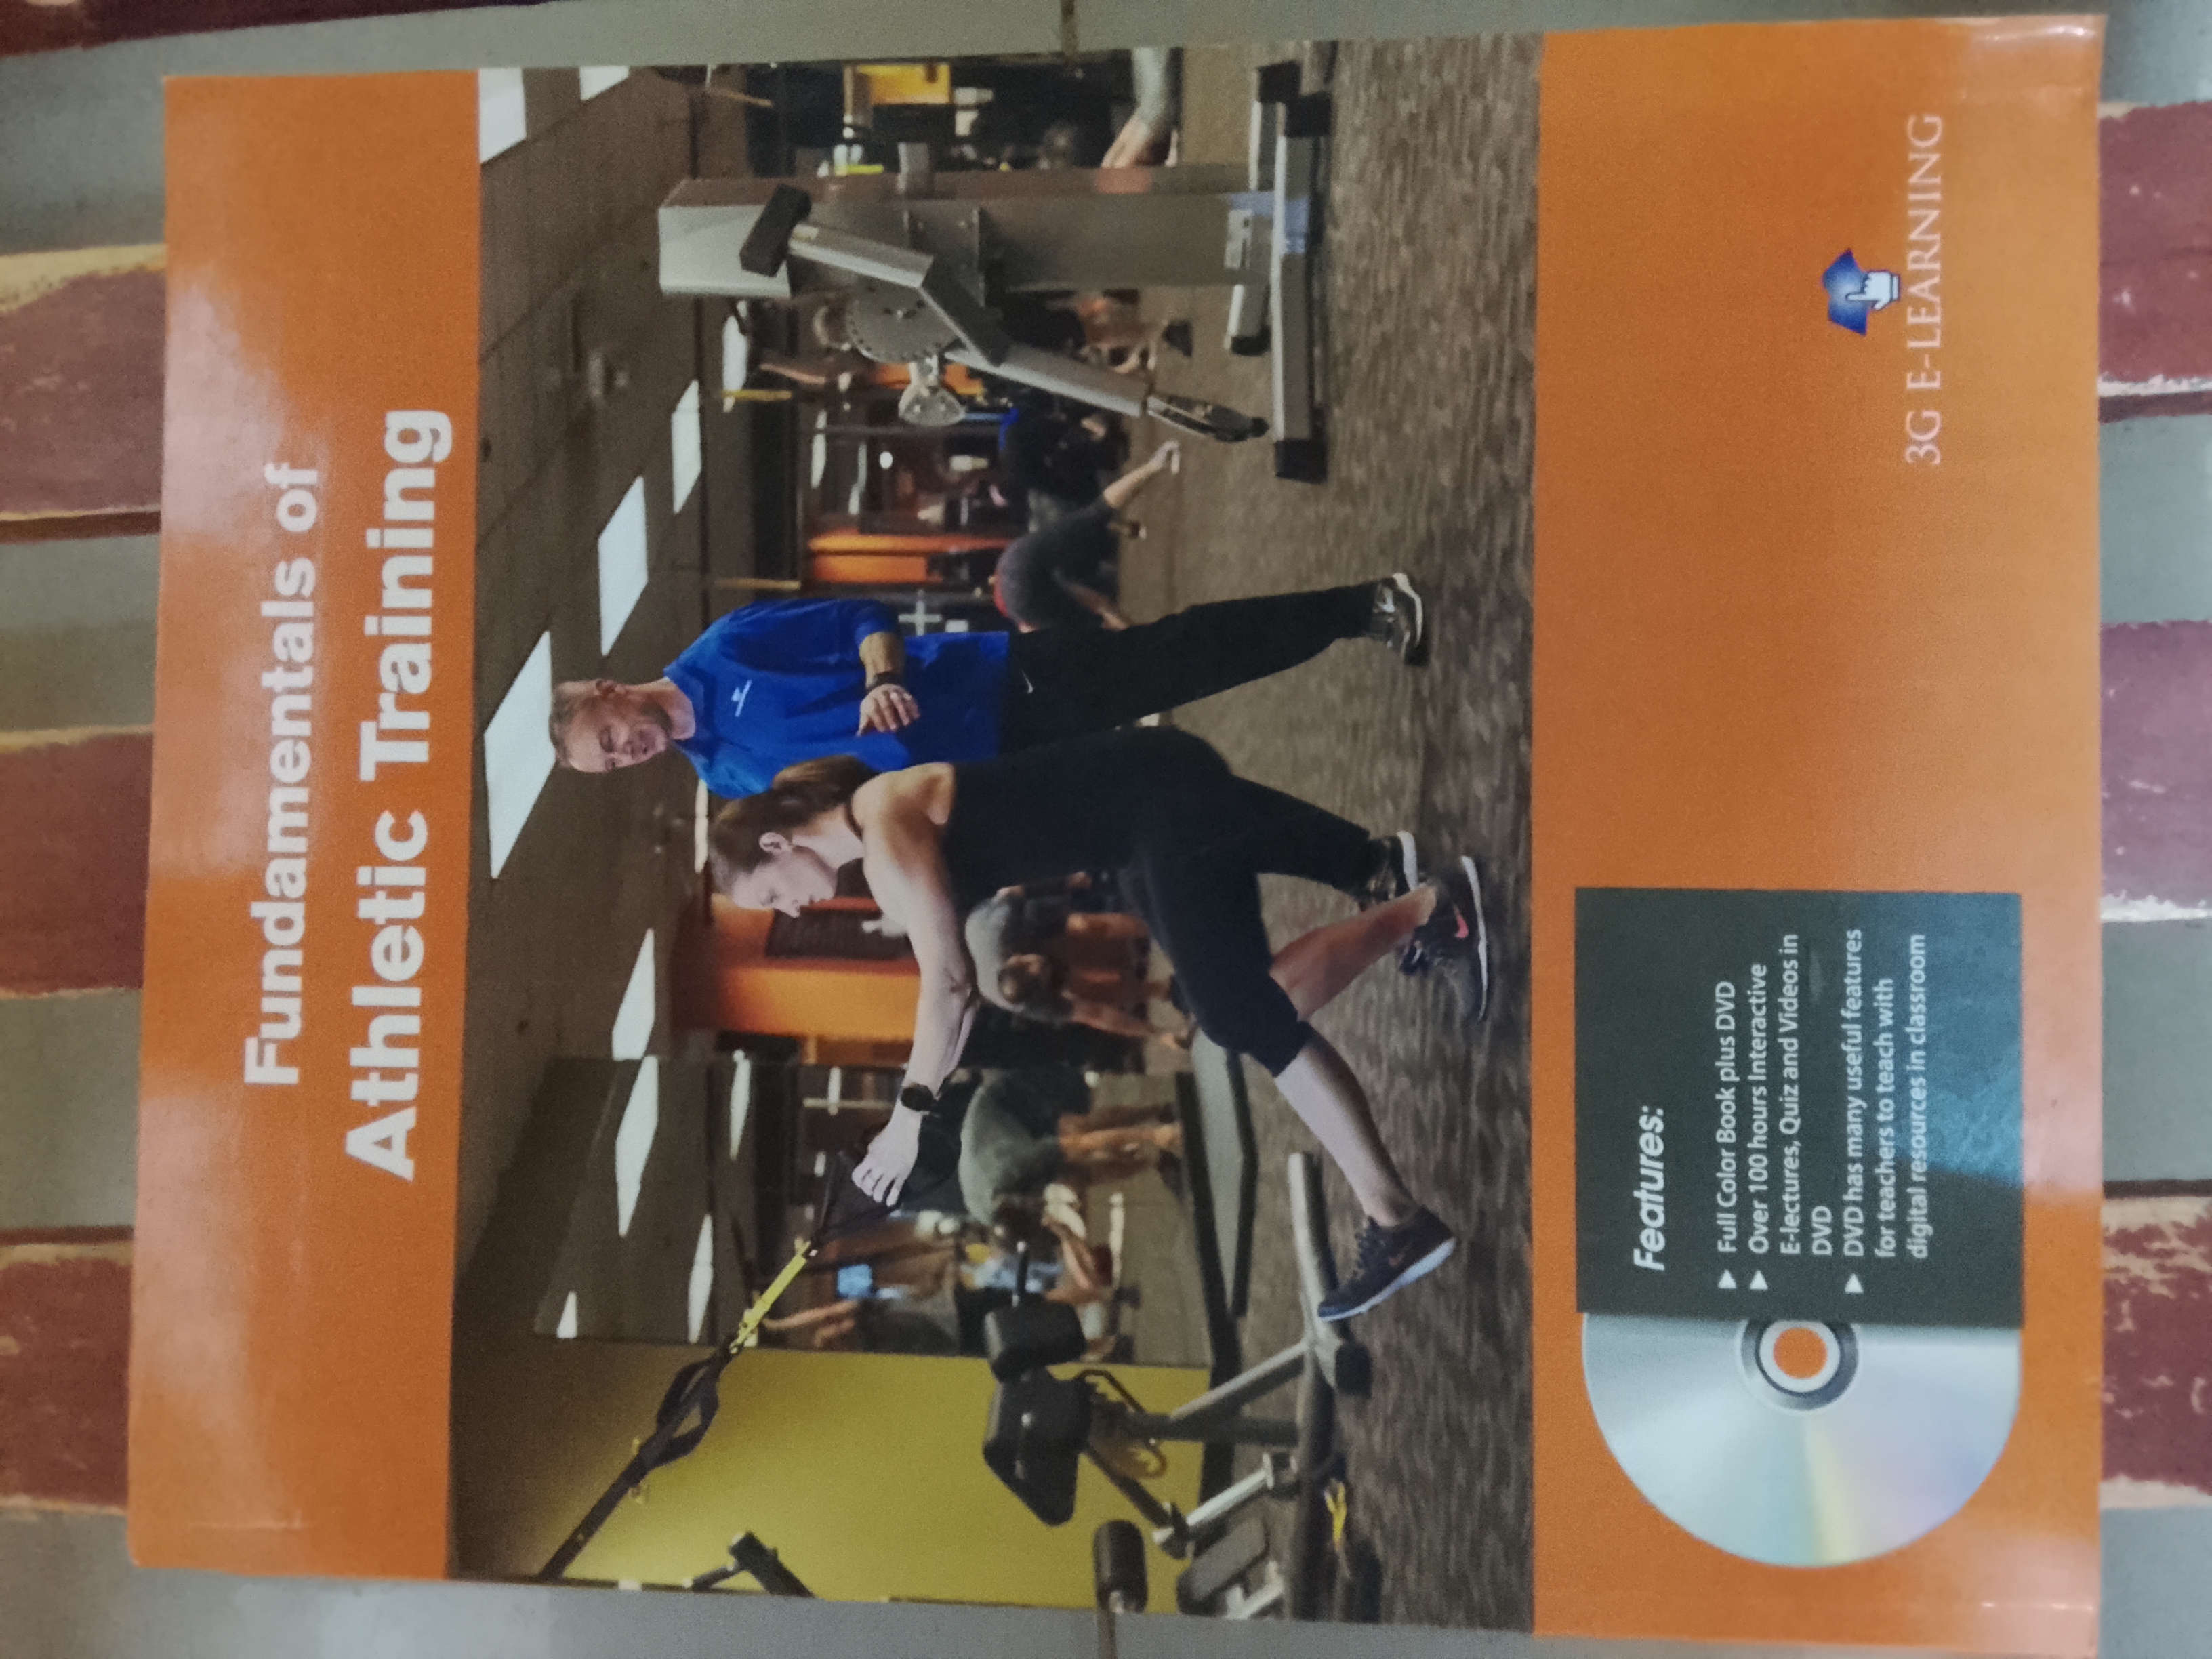 Fundamentals of
Athletic Training
Features:
► Full Color Book plus DVD
► Over 100 hours Interactive
E-lectures, Quiz and Videos in
DVD
► DVD has many useful features
for teachers to teach with
digital resources in classroom
3G E-LEARNING